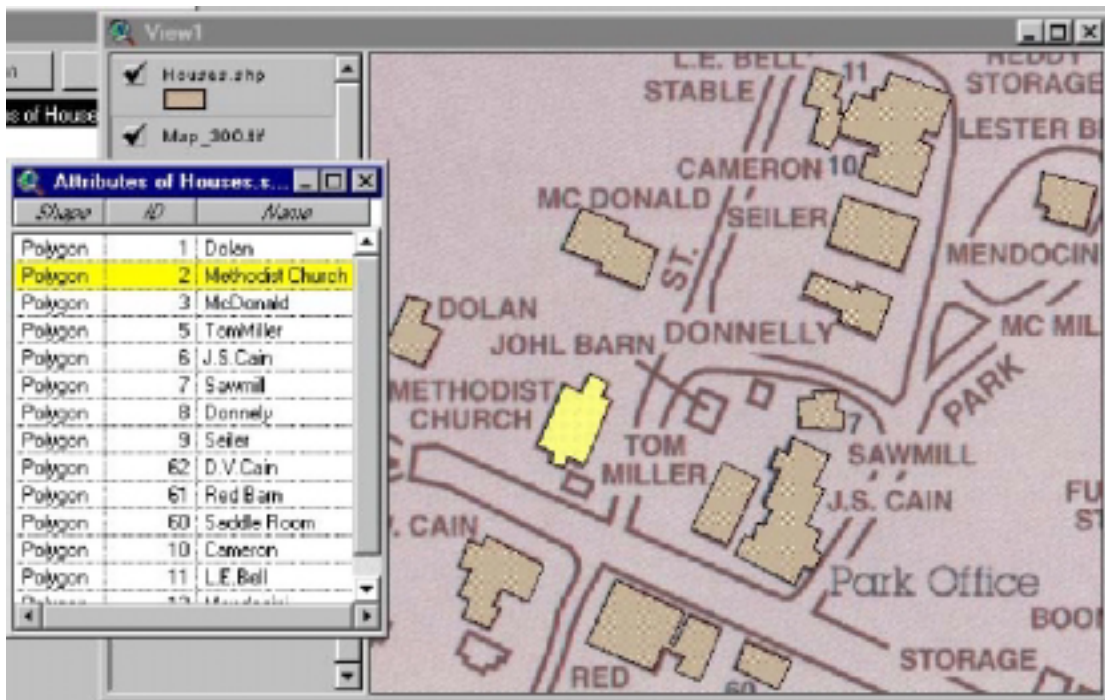 View1
Houses.shp
Map_300.tif
Attributes of Houses.s...
Shape ID Name
Polygon 1 Dolan
Polygon 2 Methodist Church
Polygon 3 McDonald
Polygon 5 TomMiller
Polygon 6 J.S.Cain
Polygon 7 Sawmill
Polygon 8 Donnely
Polygon 9 Seiler
Polygon 62 D.V.Cain
Polygon 61 Red Barn
Polygon 60 Saddle Room
Polygon 10 Cameron
Polygon 11 L.E.Bell
L.E. BELL
STABLE
11
REDDY
STORAGE
LESTER
CAMERON 10
MC DONALD
SEILER
ST.
MENDOCIN
DOLAN
DONNELLY
MC MIL
JOHL BARN
PARK
METHODIST
CHURCH
7
TOM
MILLER
SAWMILL
J.S. CAIN
FU
ST
CAIN
Park Office
BOO
STORAGE
RED
60